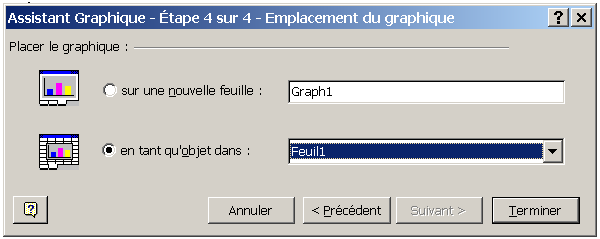 Assistant Graphique - Étape 4 sur 4 - Emplacement du graphique
Placer le graphique :
sur une nouvelle feuille : Graph1
en tant qu'objet dans : Feuil1
Annuler < Précédent Suivant > Terminer